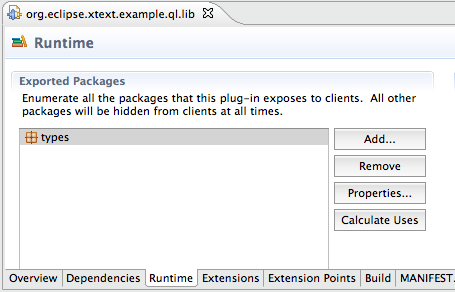 org.eclipse.xtext.example.ql.lib
Runtime
Exported Packages
Enumerate all the packages that this plug-in exposes to clients. All other
packages will be hidden from clients at all times.
types
Add...
Remove
Properties...
Calculate Uses
Overview Dependencies Runtime Extensions Extension Points Build MANIFEST.